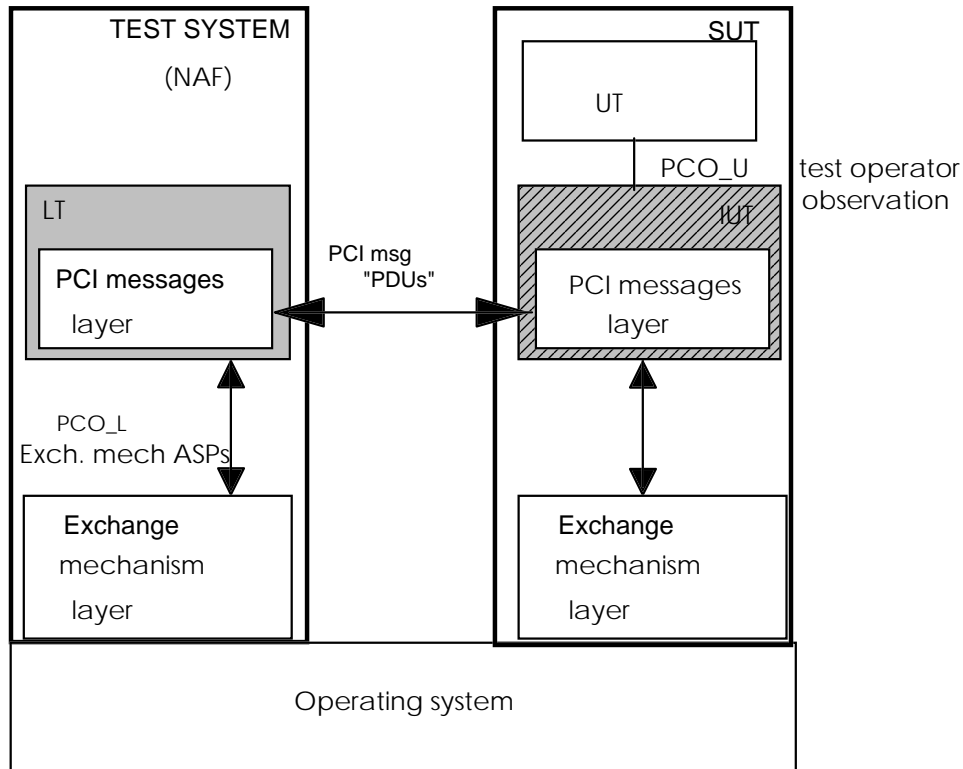 TEST SYSTEM
(NAF)
LT
PCI messages
layer
PCO_L
Exch. mech ASPs
Exchange
mechanism
layer
PCI msg
"PDUs"
SUT
UT
PCO_U
IUT
PCI messages
layer
Exchange
mechanism
layer
test operator
observation
Operating system